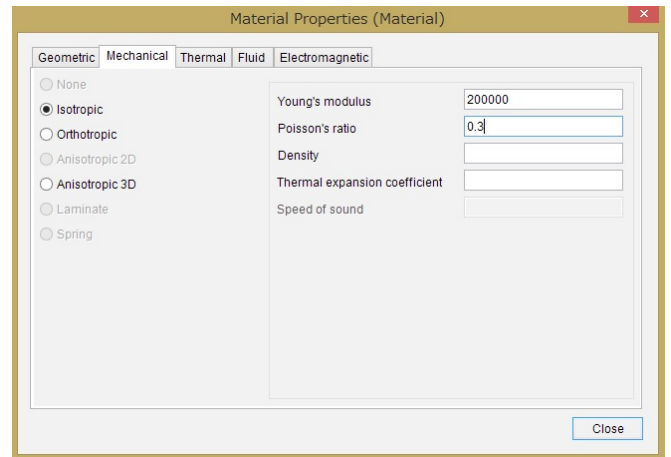 Material Properties (Material)
Geometric Mechanical Thermal Fluid Electromagnetic
None
Isotropic
Orthotropic
Anisotropic 2D
Anisotropic 3D
Laminate
Spring
Young's modulus 200000
Poisson's ratio 0.3
Density
Thermal expansion coefficient
Speed of sound
Close